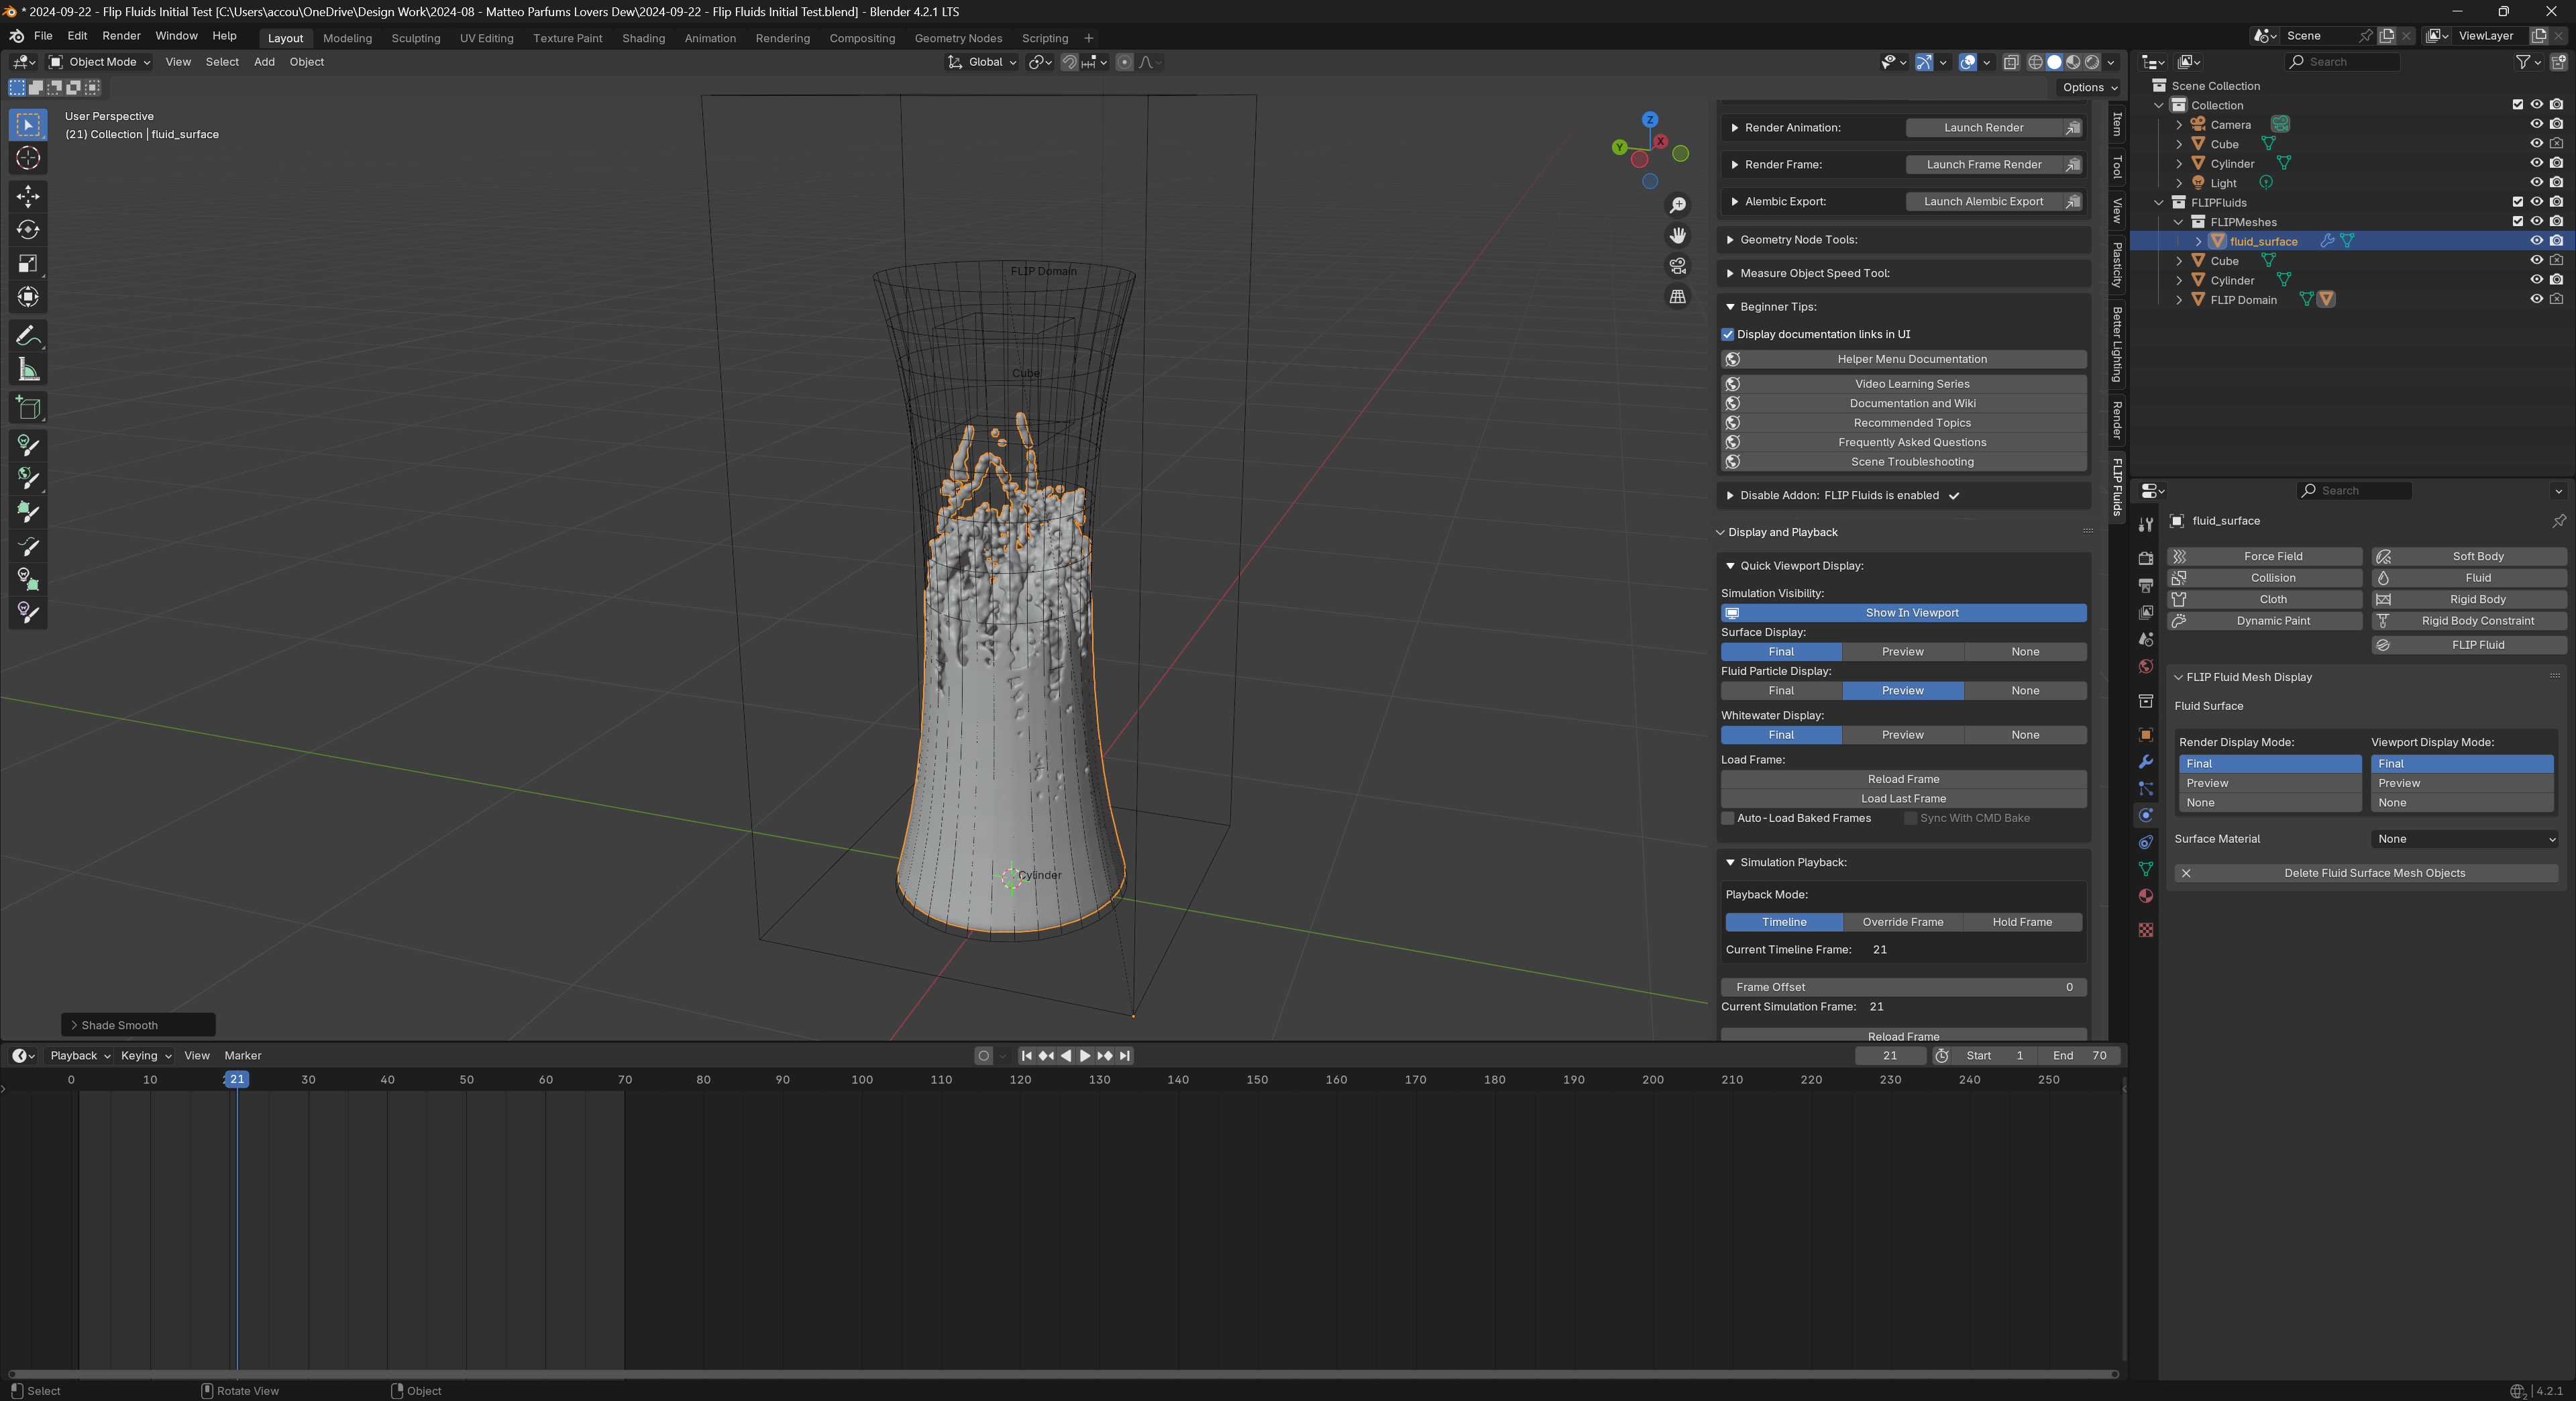 * 2024-09-22 - Flip Fluids Initial Test [C:\Users\accou\OneDrive\Design Work\2024-08 - Matteo Parfums Lovers Dew\2024-09-22 - Flip Fluids Initial Test.blend] - Blender 4.2.1 LTS
File Edit Render Window Help Layout Modeling Sculpting UV Editing Texture Paint Shading Animation Rendering Compositing Geometry Nodes Scripting + Scene ViewLayer
Object Mode View Select Add Object Global Search
Options
User Perspective
(21) Collection | fluid_surface
Z
X
Y
FLIP Domain
Cube
Cylinder
Shade Smooth
Render Animation: Launch Render
Render Frame: Launch Frame Render
Alembic Export: Launch Alembic Export
Geometry Node Tools:
Measure Object Speed Tool:
Beginner Tips:
Display documentation links in UI
Helper Menu Documentation
Video Learning Series
Documentation and Wiki
Recommended Topics
Frequently Asked Questions
Scene Troubleshooting
Disable Addon: FLIP Fluids is enabled
Display and Playback
Quick Viewport Display:
Simulation Visibility:
Show In Viewport
Surface Display:
Final Preview None
Fluid Particle Display:
Final Preview None
Whitewater Display:
Final Preview None
Load Frame:
Reload Frame
Load Last Frame
Auto-Load Baked Frames Sync With CMD Bake
Simulation Playback:
Playback Mode:
Timeline Override Frame Hold Frame
Current Timeline Frame: 21
Frame Offset 0
Current Simulation Frame: 21
Reload Frame
Item
Tool
View
Plasticity
Better Lighting
Render
FLIP Fluids
Scene Collection
Collection
Camera
Cube
Cylinder
Light
FLIPFluids
FLIPMeshes
fluid_surface
Cube
Cylinder
FLIP Domain
Search
fluid_surface
Force Field Soft Body
Collision Fluid
Cloth Rigid Body
Dynamic Paint Rigid Body Constraint
FLIP Fluid
FLIP Fluid Mesh Display
Fluid Surface
Render Display Mode: Viewport Display Mode:
Final Final
Preview Preview
None None
Surface Material None
Delete Fluid Surface Mesh Objects
Playback Keying View Marker 21 Start 1 End 70
0 10 21 30 40 50 60 70 80 90 100 110 120 130 140 150 160 170 180 190 200 210 220 230 240 250
Select Rotate View Object 4.2.1